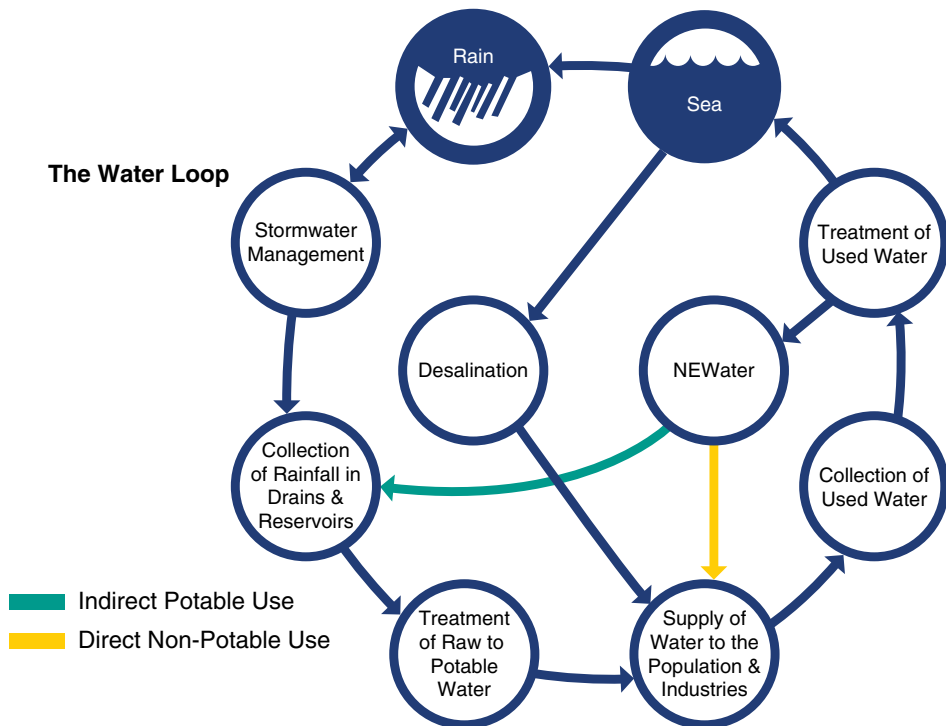 Rain
Sea
The Water Loop
Stormwater
Management
Treatment of
Used Water
Desalination
NEWater
Collection
of Rainfall in
Drains &
Reservoirs
Collection of
Used Water
Indirect Potable Use
Direct Non-Potable Use
Treatment
of Raw to
Potable
Water
Supply of
Water to the
Population &
Industries